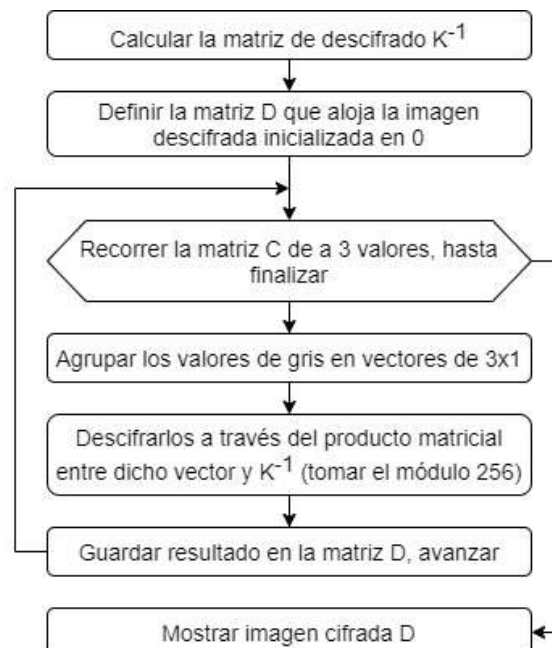 Calcular la matriz de descifrado K⁻¹
Definir la matriz D que aloja la imagen
descifrada inicializada en 0
Recorrer la matriz C de a 3 valores, hasta
finalizar
Agrupar los valores de gris en vectores de 3x1
Descifrarlos a través del producto matricial
entre dicho vector y K⁻¹ (tomar el módulo 256)
Guardar resultado en la matriz D, avanzar
Mostrar imagen cifrada D